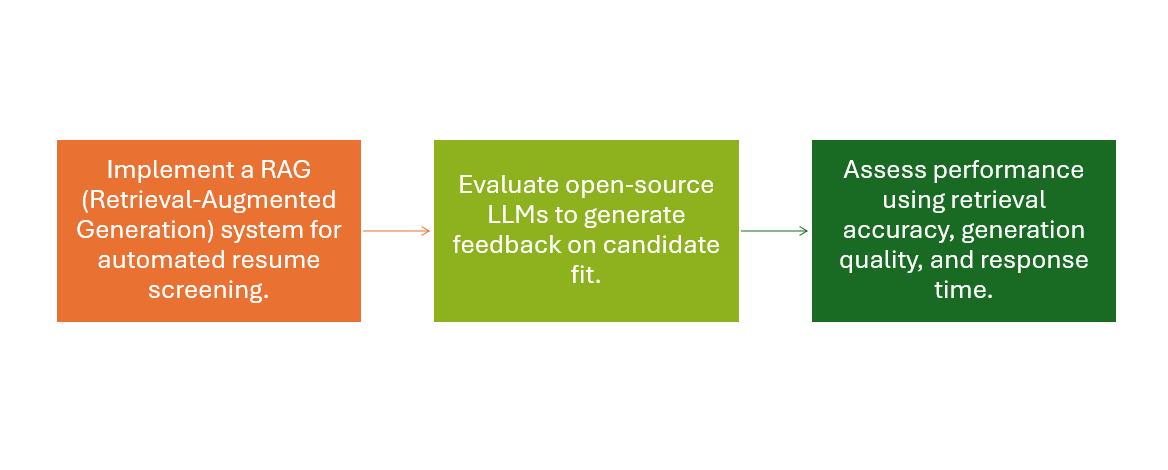 Implement a RAG
(Retrieval-Augmented
Generation) system for
automated resume
screening.
Evaluate open-source
LLMs to generate
feedback on candidate
fit.
Assess performance
using retrieval
accuracy, generation
quality, and response
time.